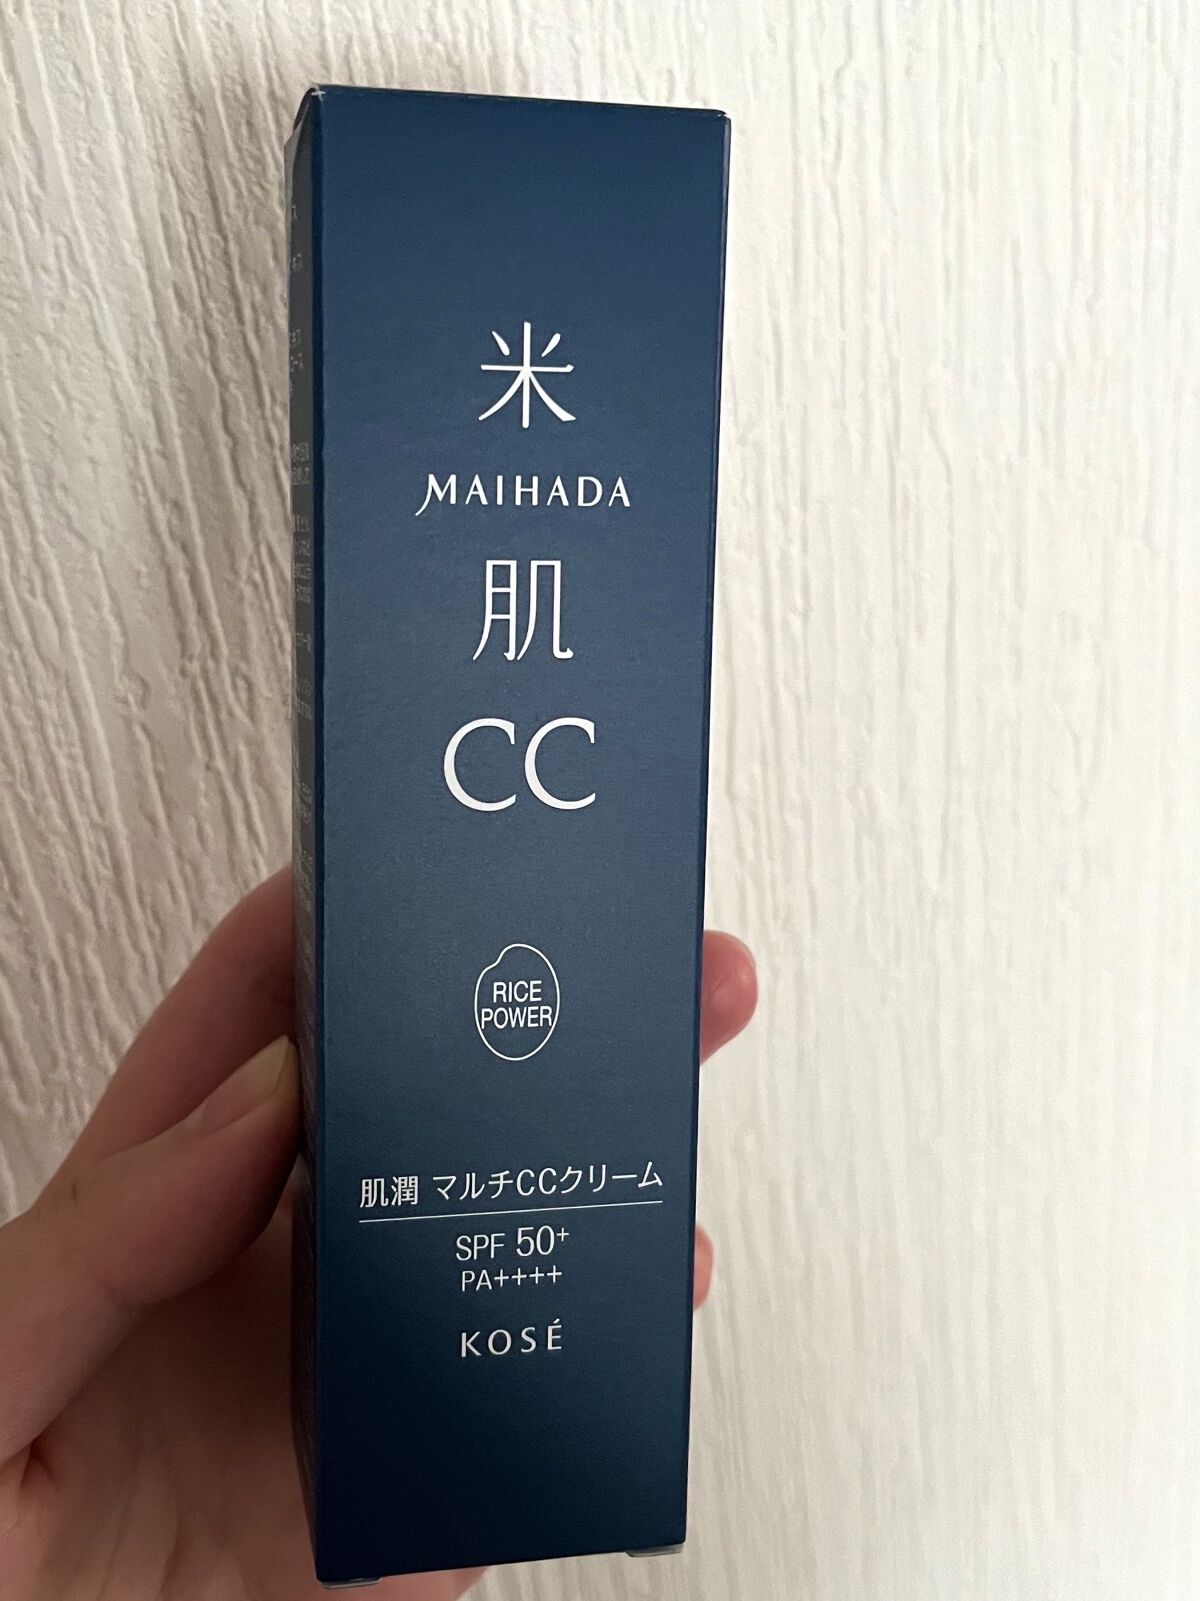 米
MAIHADA
肌
CC
RICE
POWER
肌潤 マルチCCクリーム
SPF 50+
PA++++
KOSÉ